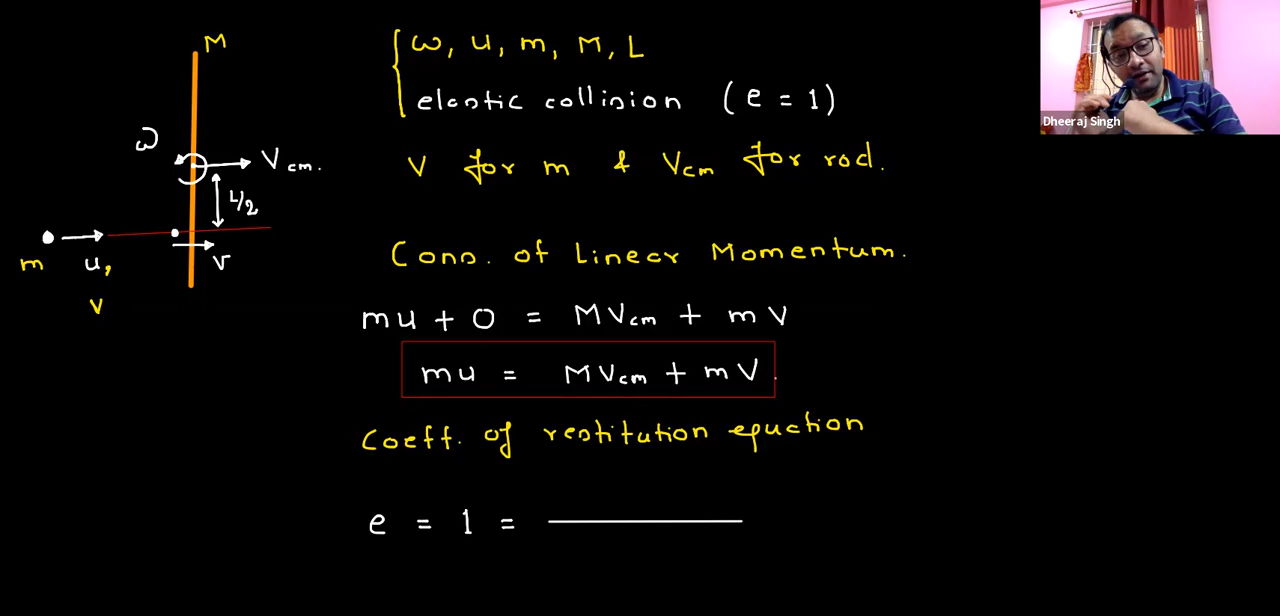 M
ω, u, m, M, L
elastic collision (e = 1)
ω
Vcm.
V for m & Vcm for rod.
L/2
m
u,
v
V
Cons. of Linear Momentum.
mu + 0 = MVcm + mV
mu = MVcm + mV.
Coeff. of restitution equation
e = 1 =
Dheeraj Singh